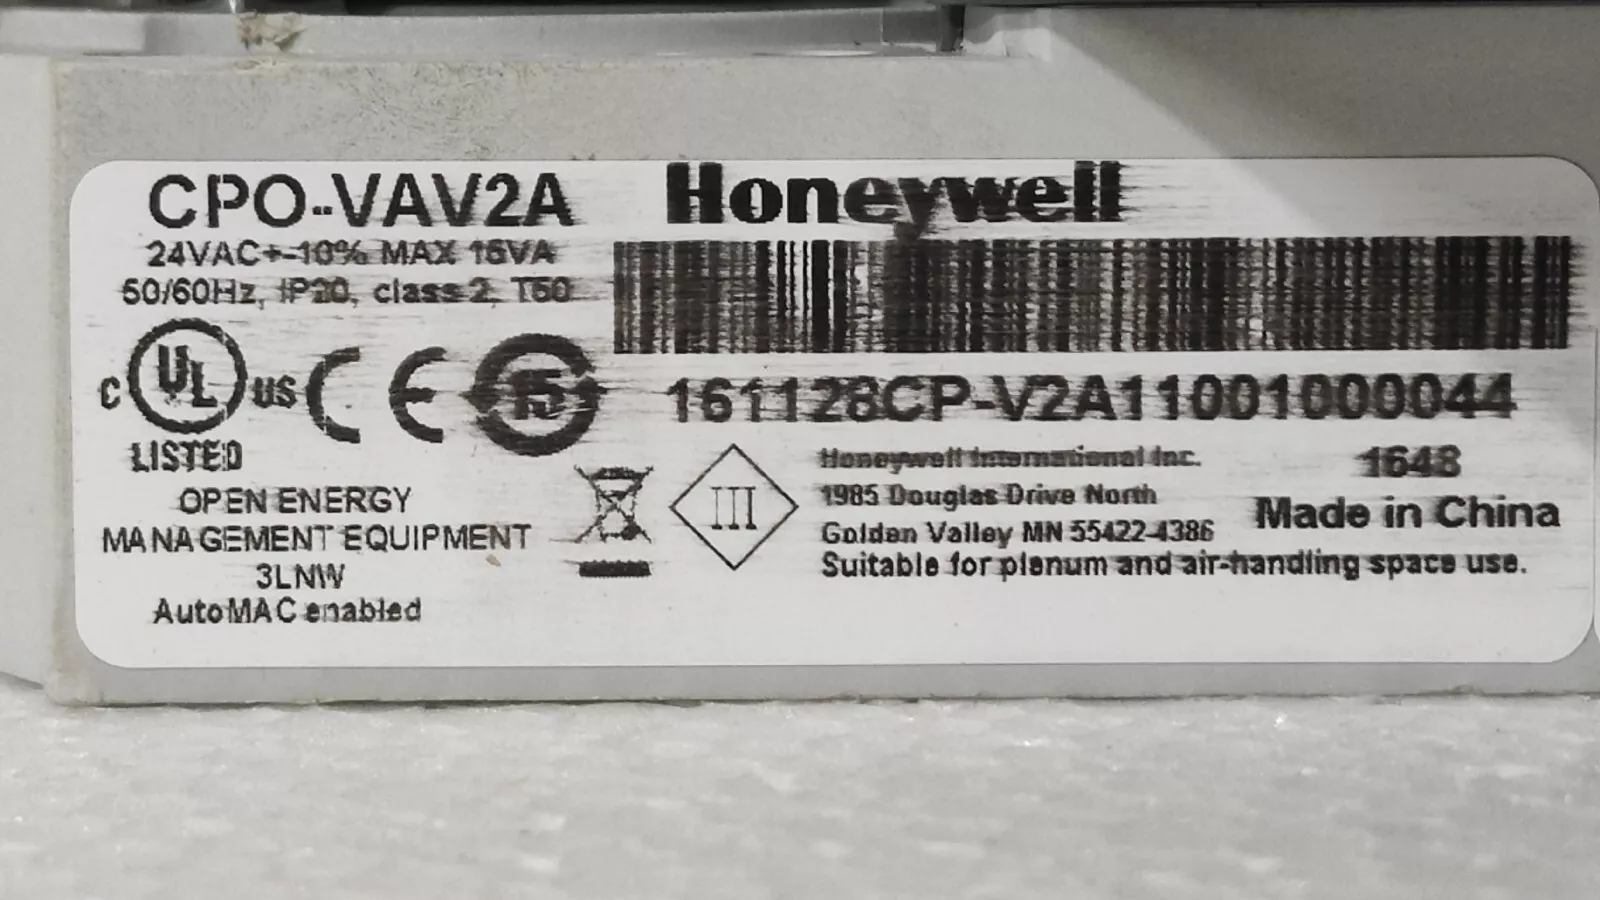 CPO-VAV2A
Honeywell
24VAC+-10% MAX 16VA
50/60Hz, IP20, class 2, T50
C UL US CE 15
LISTED
161128CP-V2A11001000044
OPEN ENERGY
MANAGEMENT EQUIPMENT
3LNW
AutoMAC enabled
III
Honeywell International Inc.
1985 Douglas Drive North
Golden Valley MN 55422-4386
Suitable for plenum and air-handling space use.
1648
Made in China